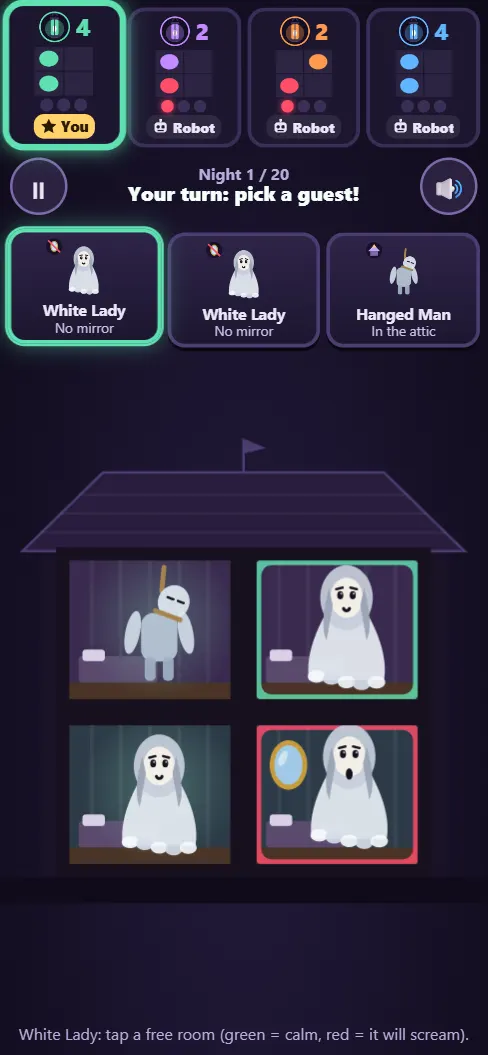 4
2
2
4
You
Robot
Robot
Robot
Night 1 / 20
Your turn: pick a guest!
White Lady
No mirror
White Lady
No mirror
Hanged Man
In the attic
White Lady: tap a free room (green = calm, red = it will scream).